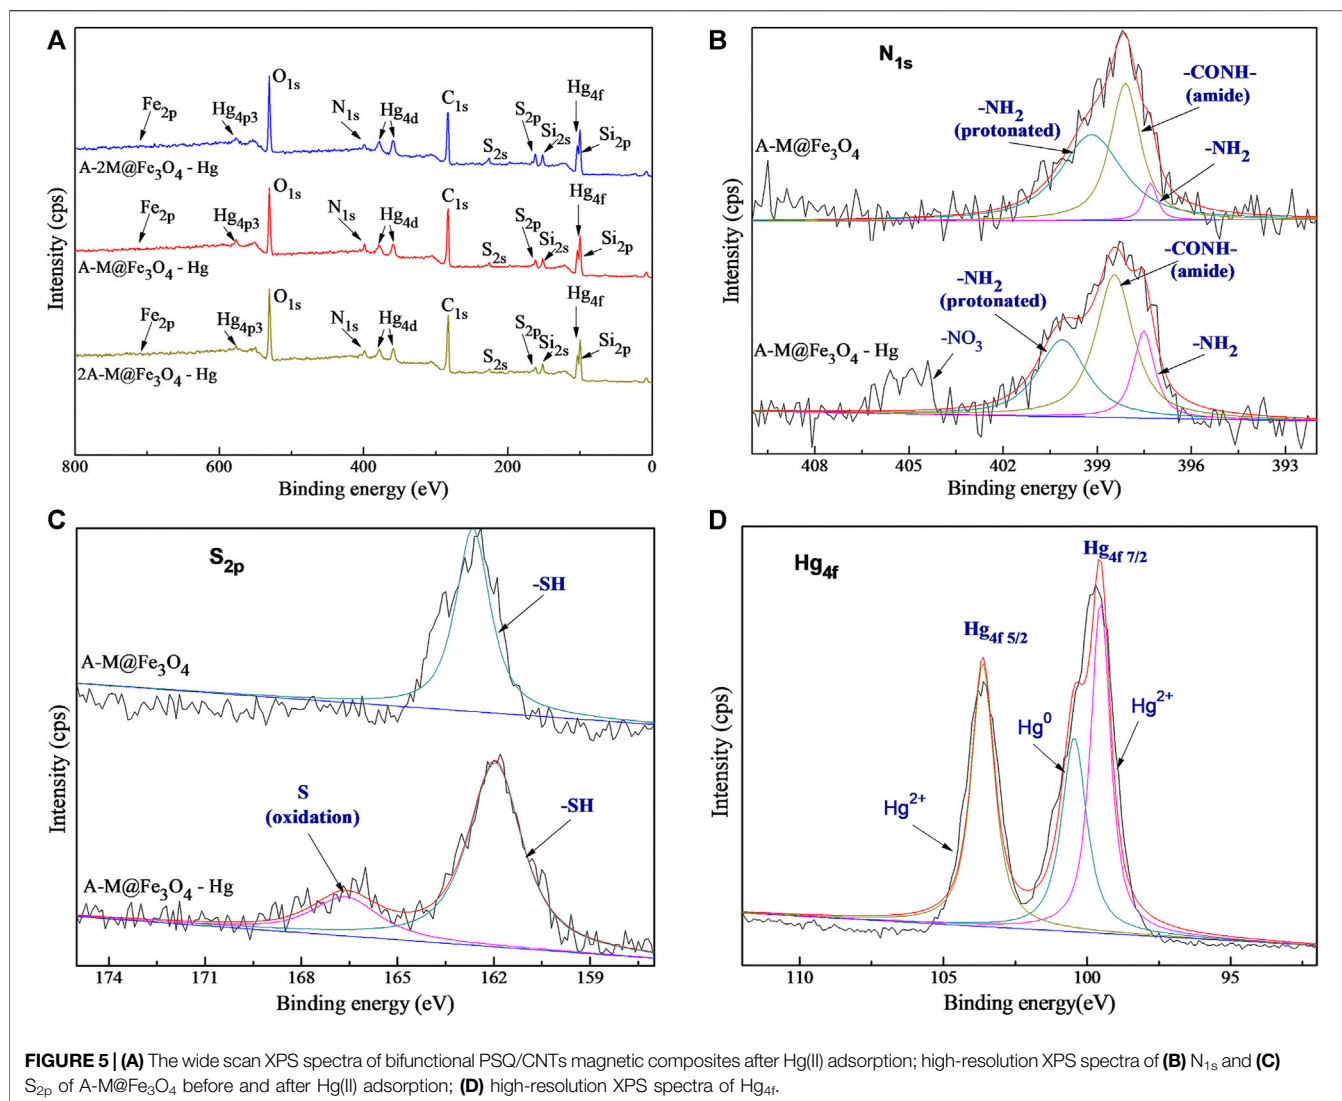 A
O1s
Fe2p
Hg4p3
N1s
Hg4d
C1s
S2s
S2p
Si2s
Hg4f
Si2p
A-2M@Fe3O4 - Hg
O1s
Fe2p
Hg4p3
N1s
Hg4d
C1s
S2s
S2p
Si2s
Hg4f
Si2p
A-M@Fe3O4 - Hg
O1s
Fe2p
Hg4p3
N1s
Hg4d
C1s
S2s
S2p
Si2s
Hg4f
Si2p
2A-M@Fe3O4 - Hg
800 600 400 200 0
Binding energy (eV)
Intensity (cps)
B
N1s
-CONH-
(amide)
-NH2
(protonated)
-NH2
A-M@Fe3O4
-CONH-
(amide)
-NH2
(protonated)
-NO3
-NH2
A-M@Fe3O4 - Hg
408 405 402 399 396 393
Binding energy (eV)
Intensity (cps)
C
S2p
-SH
A-M@Fe3O4
S
(oxidation)
-SH
A-M@Fe3O4 - Hg
174 171 168 165 162 159
Binding energy (eV)
Intensity (cps)
D
Hg4f
Hg4f 7/2
Hg4f 5/2
Hg0
Hg2+
Hg2+
110 105 100 95
Binding energy(eV)
Intensity (cps)
FIGURE 5 | (A) The wide scan XPS spectra of bifunctional PSQ/CNTs magnetic composites after Hg(II) adsorption; high-resolution XPS spectra of (B) N1s and (C)
S2p of A-M@Fe3O4 before and after Hg(II) adsorption; (D) high-resolution XPS spectra of Hg4f.